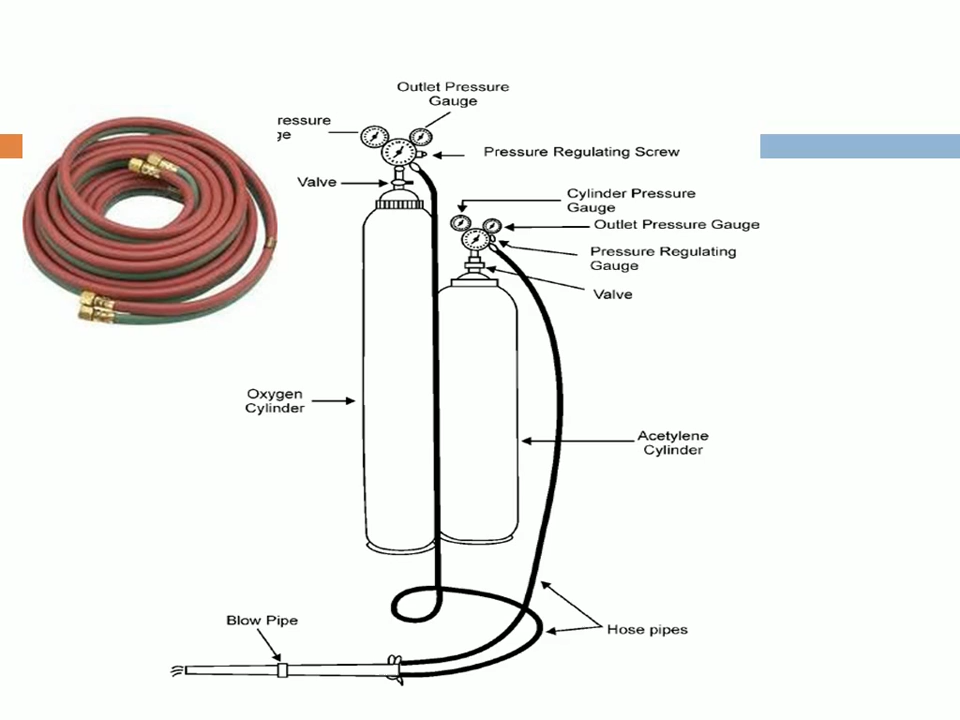 Outlet Pressure
Gauge
Pressure Regulating Screw
Valve
Cylinder Pressure
Gauge
Outlet Pressure Gauge
Pressure Regulating
Gauge
Valve
Oxygen
Cylinder
Acetylene
Cylinder
Blow Pipe
Hose pipes